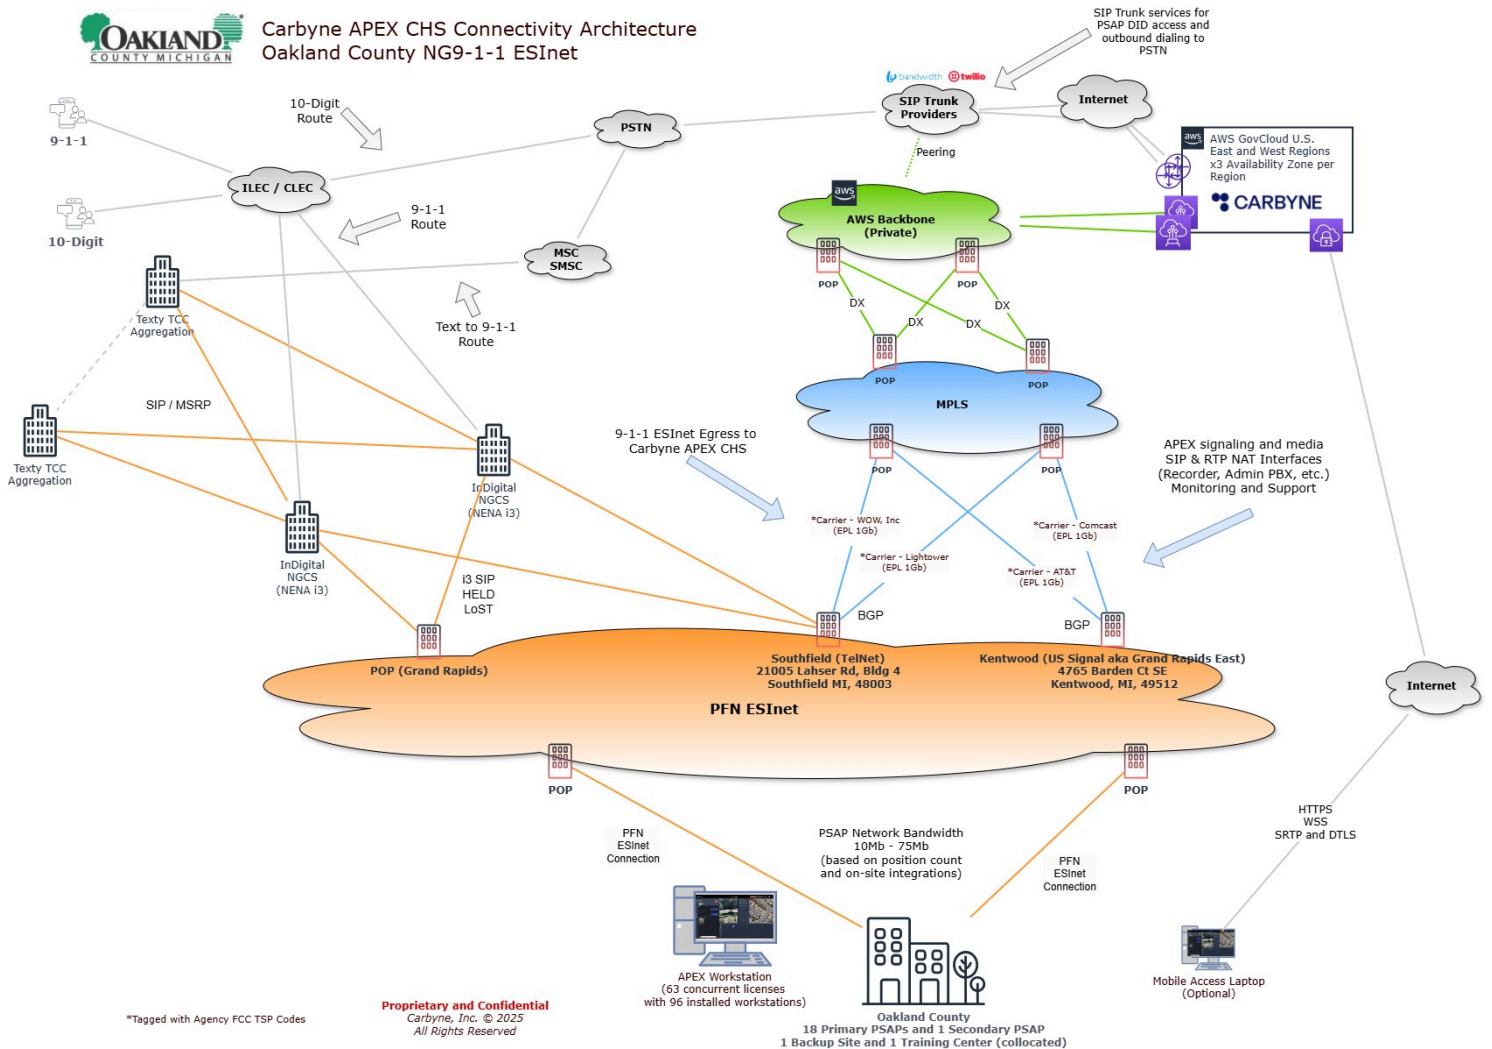 OAKLAND
COUNTY MICHIGAN
Carbyne APEX CHS Connectivity Architecture
Oakland County NG9-1-1 ESInet
SIP Trunk services for
PSAP DID access and
outbound dialing to
PSTN
bandwidth
twilio
SIP Trunk
Providers
Internet
10-Digit
Route
PSTN
9-1-1
aws
AWS GovCloud U.S.
East and West Regions
x3 Availability Zone per
Region
CARBYNE
Peering
ILEC / CLEC
aws
AWS Backbone
(Private)
9-1-1
Route
10-Digit
MSC
SMSC
POP
POP
Texty TCC
Aggregation
DX
DX
DX
DX
Text to 9-1-1
Route
POP
POP
SIP / MSRP
MPLS
9-1-1 ESInet Egress to
Carbyne APEX CHS
APEX signaling and media
SIP & RTP NAT Interfaces
(Recorder, Admin PBX, etc.)
Monitoring and Support
POP
POP
Texty TCC
Aggregation
InDigital
NGCS
(NENA i3)
*Carrier - WOW, Inc
(EPL 1Gb)
*Carrier - Comcast
(EPL 1Gb)
*Carrier - Lightower
(EPL 1Gb)
*Carrier - AT&T
(EPL 1Gb)
InDigital
NGCS
(NENA i3)
i3 SIP
HELD
LoST
BGP
BGP
POP (Grand Rapids)
Southfield (TelNet)
21005 Lahser Rd, Bldg 4
Southfield MI, 48003
Kentwood (US Signal aka Grand Rapids East)
4765 Barden Ct SE
Kentwood, MI, 49512
Internet
PFN ESInet
POP
POP
HTTPS
WSS
SRTP and DTLS
PFN
ESInet
Connection
PSAP Network Bandwidth
10Mb - 75Mb
(based on position count
and on-site integrations)
PFN
ESInet
Connection
APEX Workstation
(63 concurrent licenses
with 96 installed workstations)
Mobile Access Laptop
(Optional)
*Tagged with Agency FCC TSP Codes
Proprietary and Confidential
Carbyne, Inc. © 2025
All Rights Reserved
Oakland County
18 Primary PSAPs and 1 Secondary PSAP
1 Backup Site and 1 Training Center (collocated)